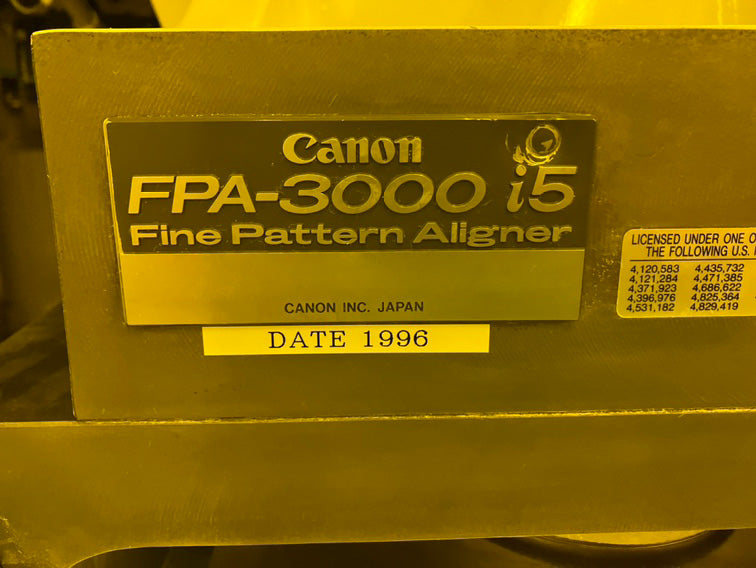 Canon
FPA-3000 i5
Fine Pattern Aligner
CANON INC. JAPAN
DATE 1996
LICENSED UNDER ONE
THE FOLLOWING U.S.
4,120,583 4,435,732
4,121,284 4,471,385
4,371,923 4,686,622
4,396,976 4,825,364
4,531,182 4,829,419